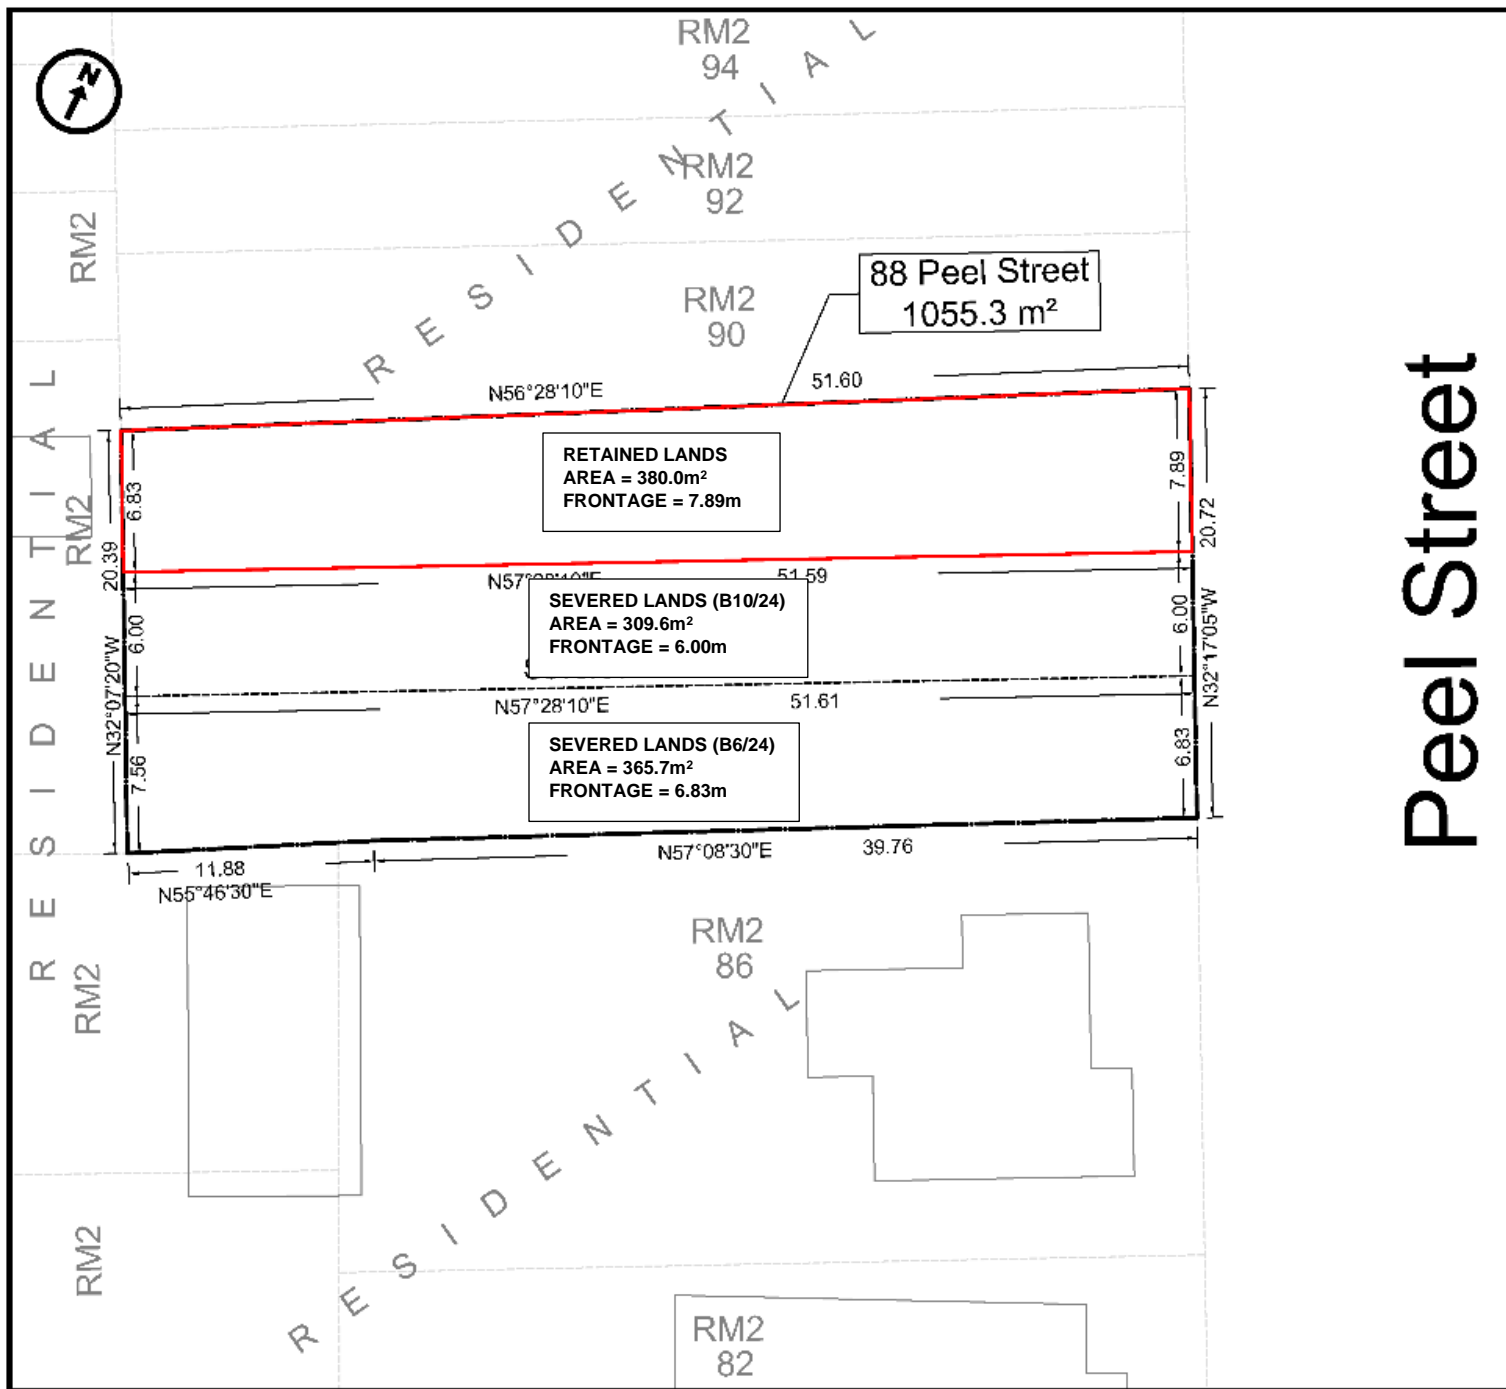 N
RM2
94
RESIDENTIAL
RM2
92
RM2
RM2
90
88 Peel Street
1055.3 m²
N56°28'10"E
51.60
RETAINED LANDS
AREA = 380.0m²
FRONTAGE = 7.89m
6.83
7.89
20.39
20.72
RM2
RESIDENTIAL
51.59
SEVERED LANDS (B10/24)
AREA = 309.6m²
FRONTAGE = 6.00m
6.00
6.00
N32°07'20"W
N32°17'05"W
N57°28'10"E
51.61
SEVERED LANDS (B6/24)
AREA = 365.7m²
FRONTAGE = 6.83m
7.56
6.83
Peel Street
11.88
N55°46'30"E
N57°08'30"E
39.76
RM2
86
RM2
RESIDENTIAL
RM2
RM2
82